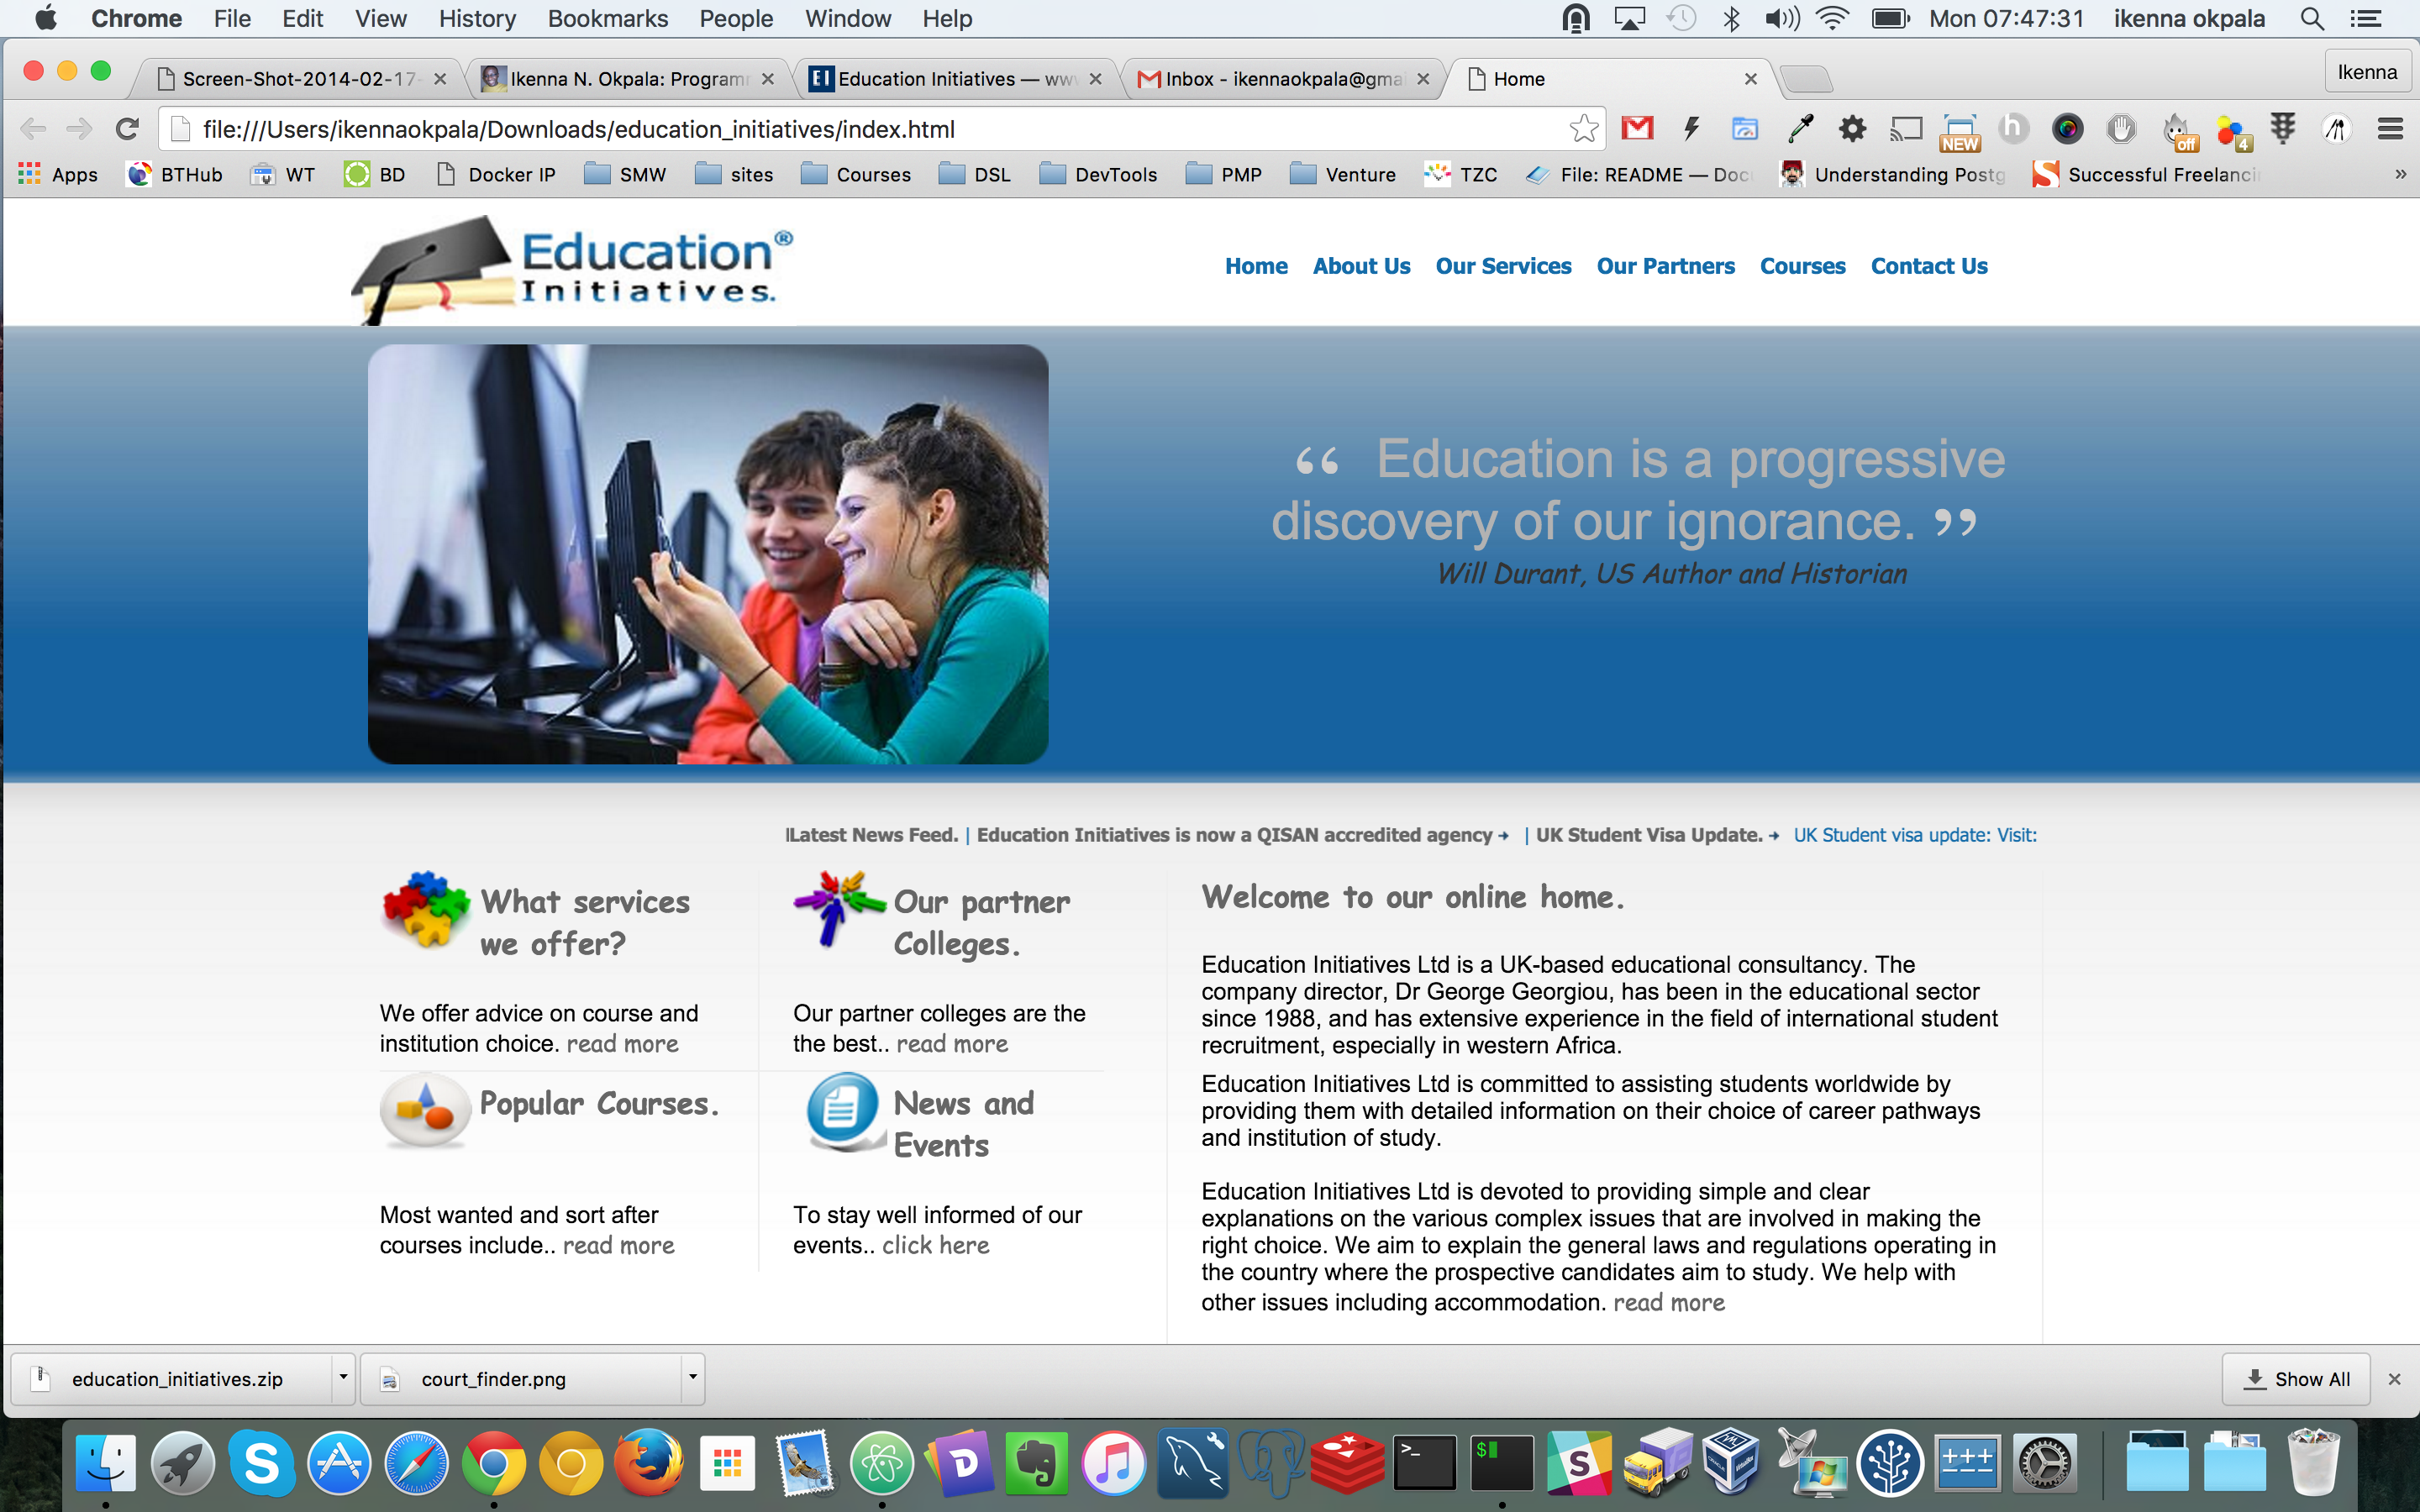 Chrome File Edit View History Bookmarks People Window Help Mon 07:47:31 ikenna okpala
Screen-Shot-2014-02-17- Ikenna N. Okpala: Program Education Initiatives — ww Inbox - ikennaokpala@gma Home Ikenna
file:///Users/ikennaokpala/Downloads/education_initiatives/index.html NEW h off 4
Apps BTHub WT BD Docker IP SMW sites Courses DSL DevTools PMP Venture TZC File: README — Doc Understanding Postg Successful Freelanci »
Education®
Initiatives.
Home About Us Our Services Our Partners Courses Contact Us
“ Education is a progressive
discovery of our ignorance. ”
Will Durant, US Author and Historian
Latest News Feed. | Education Initiatives is now a QISAN accredited agency | UK Student Visa Update. UK Student visa update: Visit:
What services
we offer?
We offer advice on course and
institution choice. read more
Our partner
Colleges.
Our partner colleges are the
the best.. read more
Popular Courses.
Most wanted and sort after
courses include.. read more
News and
Events
To stay well informed of our
events.. click here
Welcome to our online home.
Education Initiatives Ltd is a UK-based educational consultancy. The
company director, Dr George Georgiou, has been in the educational sector
since 1988, and has extensive experience in the field of international student
recruitment, especially in western Africa.
Education Initiatives Ltd is committed to assisting students worldwide by
providing them with detailed information on their choice of career pathways
and institution of study.
Education Initiatives Ltd is devoted to providing simple and clear
explanations on the various complex issues that are involved in making the
right choice. We aim to explain the general laws and regulations operating in
the country where the prospective candidates aim to study. We help with
other issues including accommodation. read more
education_initiatives.zip court_finder.png Show All